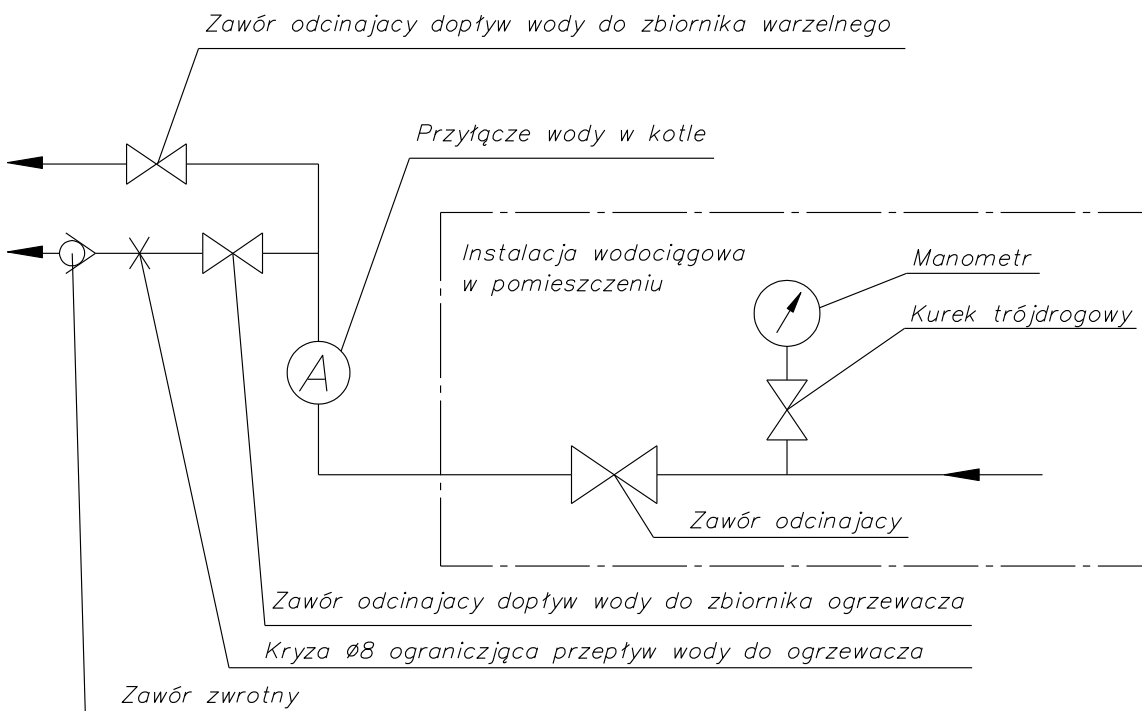 Zawór odcinajacy dopływ wody do zbiornika warzelnego
Przyłącze wody w kotle
Instalacja wodociągowa
w pomieszczeniu
Manometr
Kurek trójdrogowy
A
Zawór odcinajacy
Zawór odcinajacy dopływ wody do zbiornika ogrzewacza
Kryza Ø8 ograniczjąca przepływ wody do ogrzewacza
Zawór zwrotny